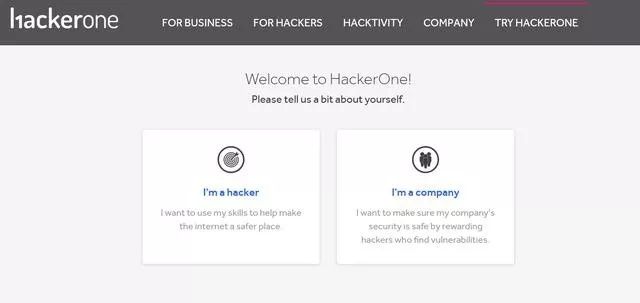 hackerone
FOR BUSINESS
FOR HACKERS
HACKTIVITY
COMPANY
TRY HACKERONE
Welcome to HackerOne!
Please tell us a bit about yourself.
I'm a hacker
I want to use my skills to help make
the internet a safer place.
I'm a company
I want to make sure my company's
security is safe by rewarding
hackers who find vulnerabilities.